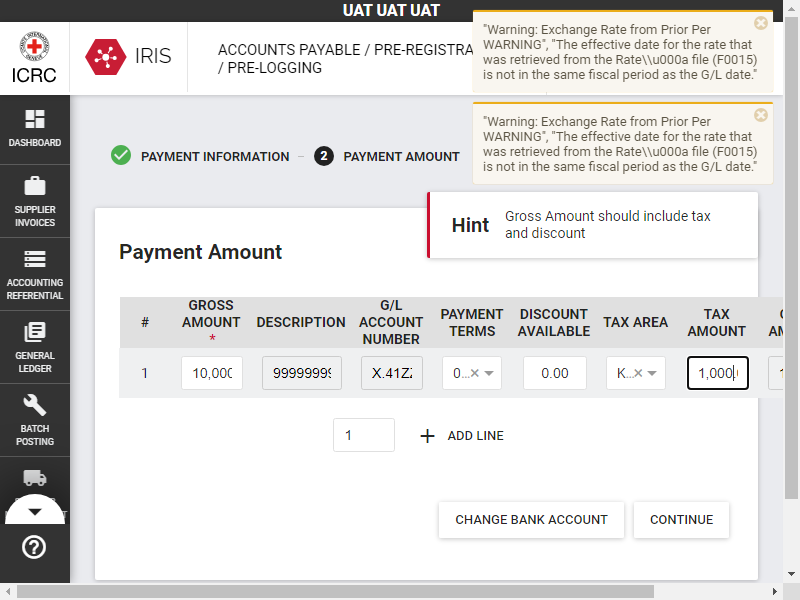 UAT UAT UAT
ICRC
IRIS
ACCOUNTS PAYABLE / PRE-REGISTRA
/ PRE-LOGGING
"Warning: Exchange Rate from Prior Per
WARNING", "The effective date for the rate that
was retrieved from the Rate\\u000a file (F0015)
is not in the same fiscal period as the G/L date."
"Warning: Exchange Rate from Prior Per
WARNING", "The effective date for the rate that
was retrieved from the Rate\\u000a file (F0015)
is not in the same fiscal period as the G/L date."
DASHBOARD
SUPPLIER
INVOICES
ACCOUNTING
REFERENTIAL
GENERAL
LEDGER
BATCH
POSTING
PAYMENT INFORMATION
2 PAYMENT AMOUNT
Hint
Gross Amount should include tax
and discount
Payment Amount
#
GROSS
AMOUNT
*
DESCRIPTION
G/L
ACCOUNT
NUMBER
PAYMENT
TERMS
DISCOUNT
AVAILABLE
TAX AREA
TAX
AMOUNT
1 10,000 99999999 X.41Z 0... 0.00 K... 1,000
1
+ ADD LINE
CHANGE BANK ACCOUNT
CONTINUE